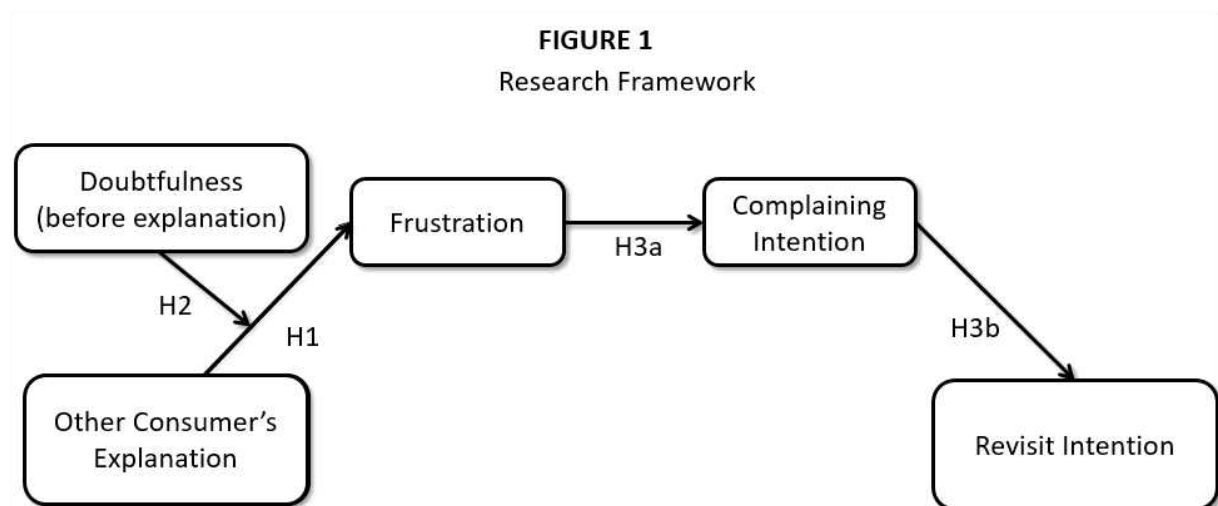 FIGURE 1
Research Framework
Doubtfulness
(before explanation)
Frustration
Complaining
Intention
H3a
H2
H1
H3b
Other Consumer’s
Explanation
Revisit Intention